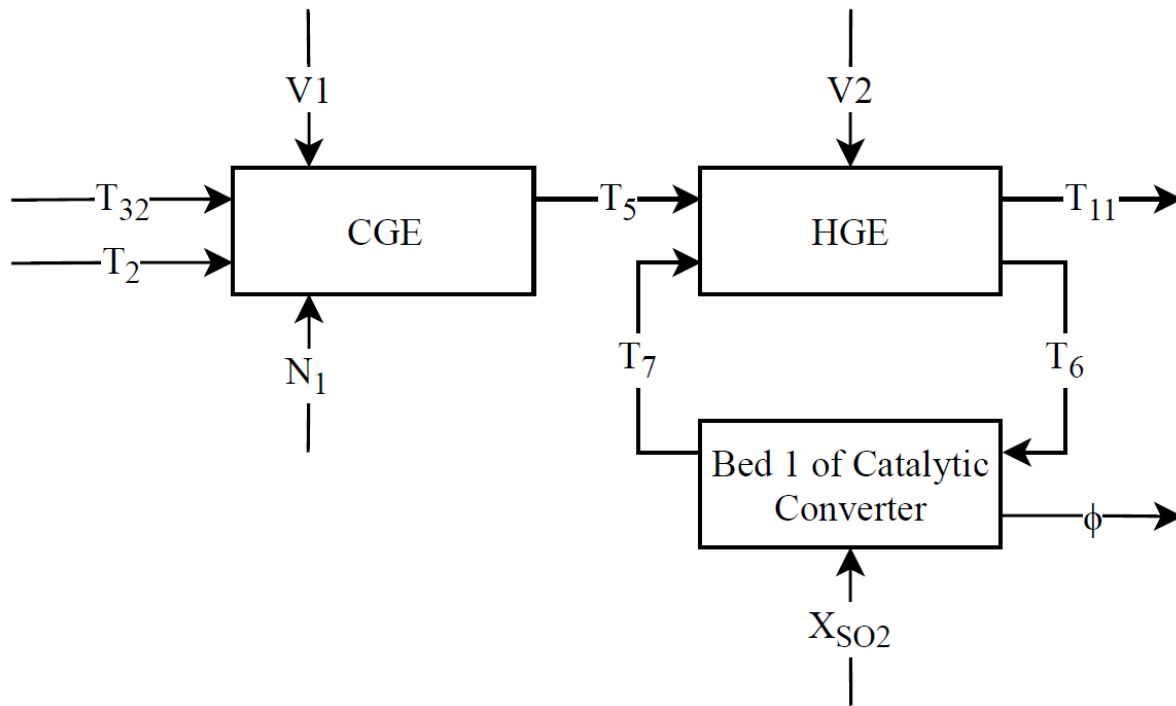 V1
V2
T32
T5
T11
CGE
HGE
T2
T7
T6
N1
Bed 1 of Catalytic
Converter
ϕ
XSO2